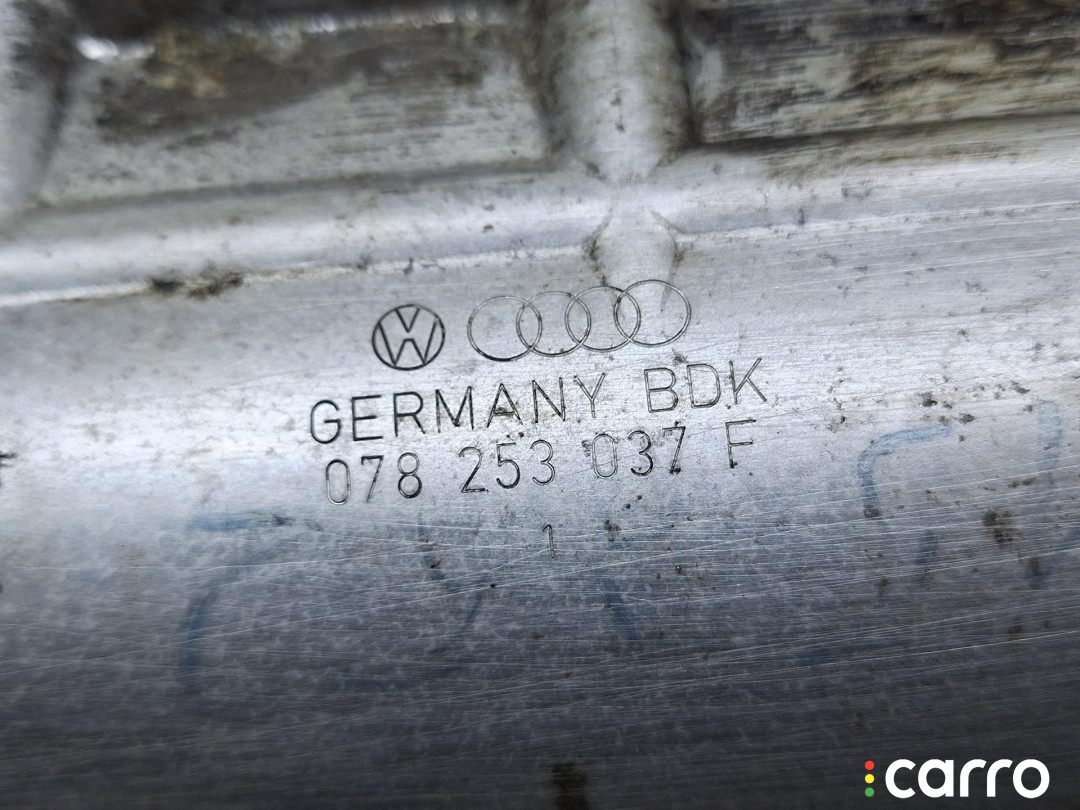 GERMANY BDK
078 253 037 F
1
carro